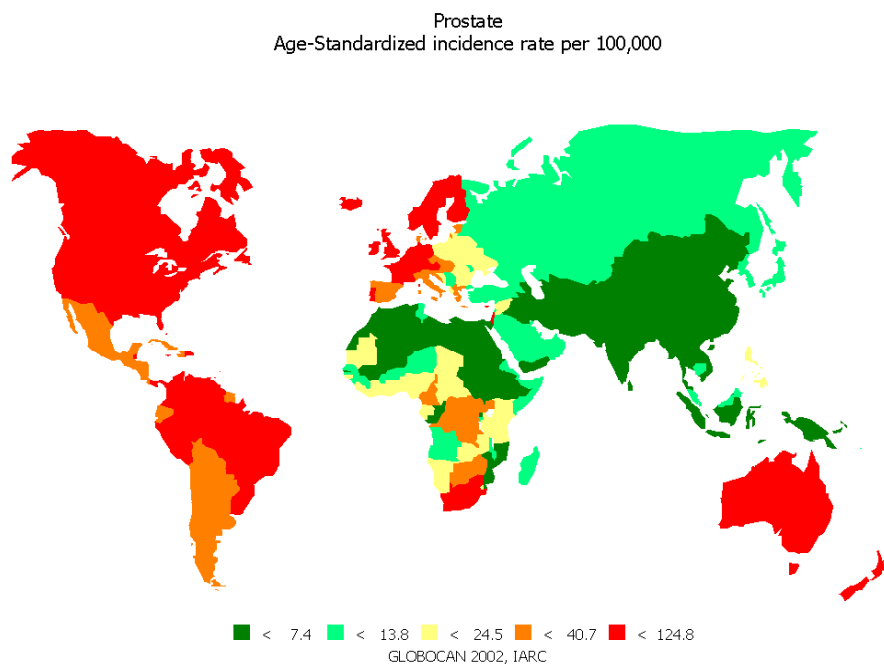 Prostate
Age-Standardized incidence rate per 100,000
< 7.4 < 13.8 < 24.5 < 40.7 < 124.8
GLOBOCAN 2002, IARC